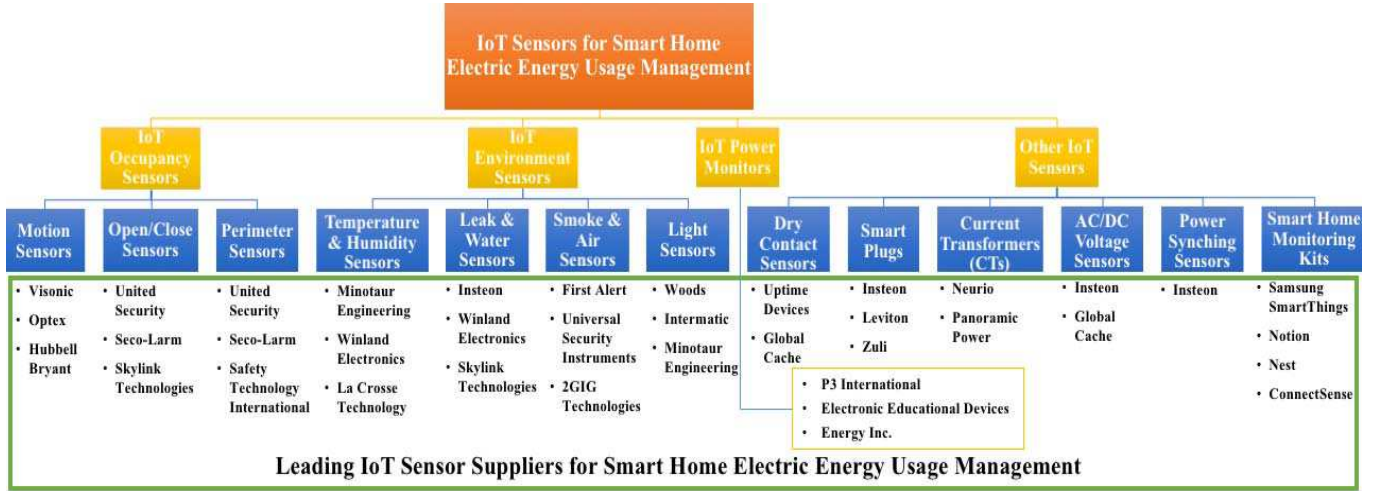 IoT Sensors for Smart Home
Electric Energy Usage Management
IoT
Occupancy
Sensors
IoT
Environment
Sensors
IoT Power
Monitors
Other IoT
Sensors
Motion
Sensors
Open/Close
Sensors
Perimeter
Sensors
Temperature
& Humidity
Sensors
Leak &
Water
Sensors
Smoke &
Air
Sensors
Light
Sensors
Dry
Contact
Sensors
Smart
Plugs
Current
Transformers
(CTs)
AC/DC
Voltage
Sensors
Power
Synching
Sensors
Smart Home
Monitoring
Kits
• Visonic
• Optex
• Hubbell
Bryant
• United
Security
• Seco-Larm
• Skylink
Technologies
• United
Security
• Seco-Larm
• Safety
Technology
International
• Minotaur
Engineering
• Winland
Electronics
• La Crosse
Technology
• Insteon
• Winland
Electronics
• Skylink
Technologies
• First Alert
• Universal
Security
Instruments
• 2GIG
Technologies
• Woods
• Intermatic
• Minotaur
Engineering
• Uptime
Devices
• Global
Cache
• Insteon
• Leviton
• Zuli
• Neurio
• Panoramic
Power
• Insteon
• Global
Cache
• Insteon
• Samsung
SmartThings
• Notion
• Nest
• ConnectSense
• P3 International
• Electronic Educational Devices
• Energy Inc.
Leading IoT Sensor Suppliers for Smart Home Electric Energy Usage Management